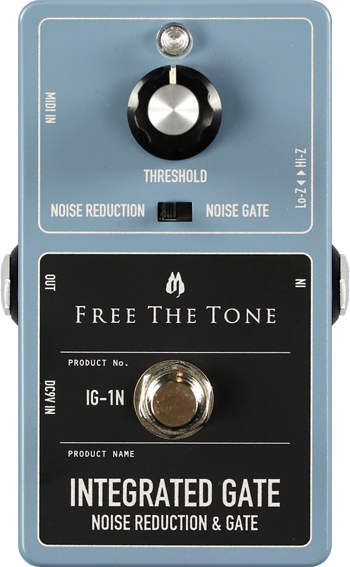 MIDI IN
Lo-Z ◄ ► Hi-Z
THRESHOLD
NOISE REDUCTION
NOISE GATE
OUT
IN
FREE THE TONE
PRODUCT No.
DC9V IN
IG-1N
PRODUCT NAME
INTEGRATED GATE
NOISE REDUCTION & GATE